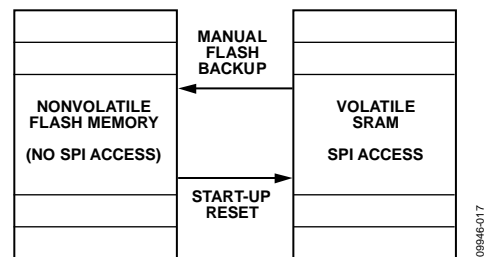 MANUAL
FLASH
BACKUP
NONVOLATILE
FLASH MEMORY
(NO SPI ACCESS)
VOLATILE
SRAM
SPI ACCESS
START-UP
RESET
09946-017